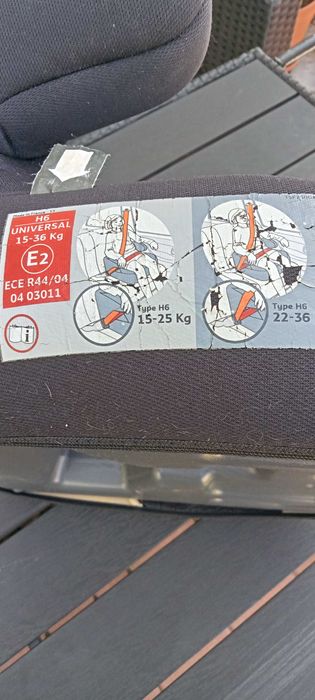 H6
UNIVERSAL
15-36 Kg
E2
ECE R44/04
04 03011
i
Type H6
15-25 Kg
Type H6
22-36